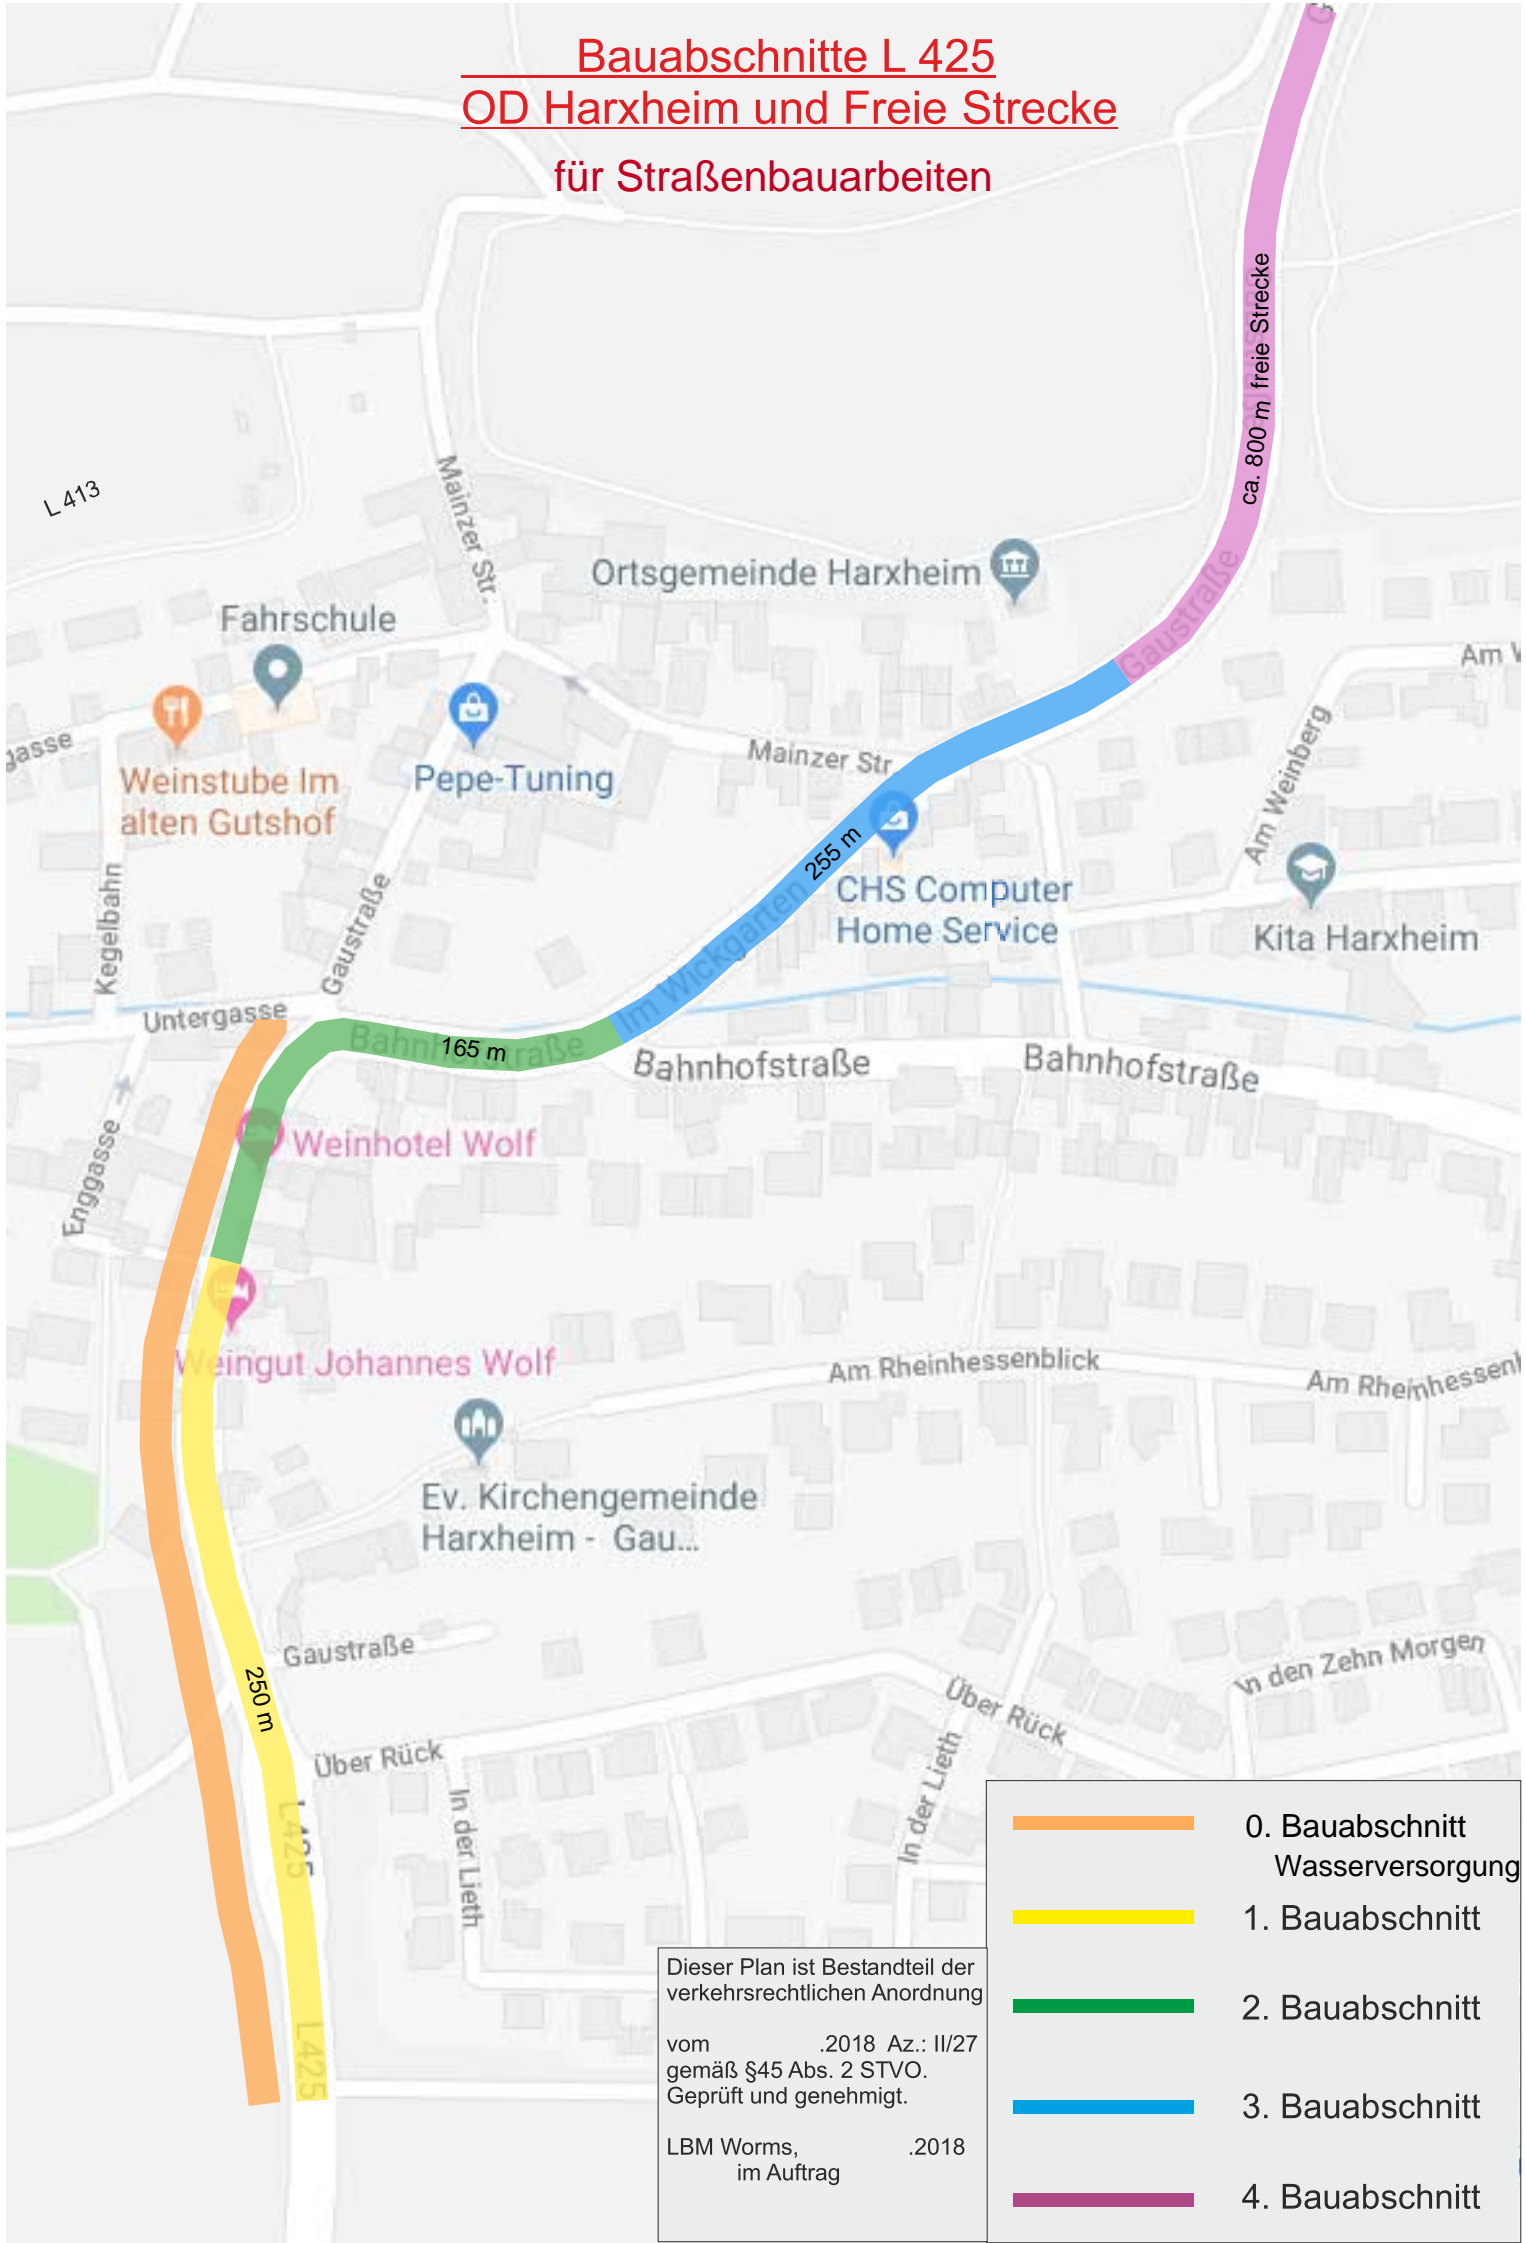 Bauabschnitte L 425
OD Harxheim und Freie Strecke
für Straßenbauarbeiten
ca. 800 m freie Strecke
L 413
Mainzer Str.
Ortsgemeinde Harxheim
Fahrschule
Gaustraße
Am
gasse
Weinstube Im
alten Gutshof
Pepe-Tuning
Mainzer Str.
Am Weinberg
255 m
CHS Computer
Home Service
Kita Harxheim
Kegelbahn
Gaustraße
Im Wickgarten
Untergasse
Bahnhofstraße
165 m
Bahnhofstraße
Bahnhofstraße
Enggasse
Weinhotel Wolf
Weingut Johannes Wolf
Am Rheinhessenblick
Am Rheinhessenb
Ev. Kirchengemeinde
Harxheim - Gau...
Gaustraße
250 m
In den Zehn Morgen
Über Rück
Über Rück
In der Lieth
In der Lieth
L425
L425
0. Bauabschnitt
Wasserversorgung
1. Bauabschnitt
2. Bauabschnitt
3. Bauabschnitt
4. Bauabschnitt
Dieser Plan ist Bestandteil der
verkehrsrechtlichen Anordnung
vom .2018 Az.: II/27
gemäß §45 Abs. 2 STVO.
Geprüft und genehmigt.
LBM Worms, .2018
im Auftrag